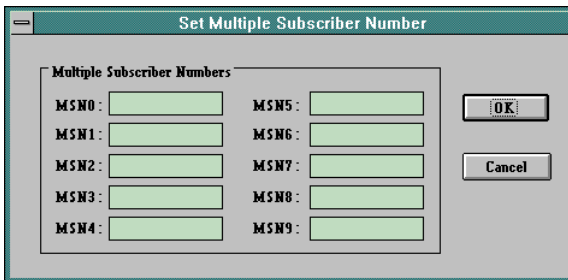 Set Multiple Subscriber Number
Multiple Subscriber Numbers
MSN0:
MSN5:
OK
MSN1:
MSN6:
MSN2:
MSN7:
Cancel
MSN3:
MSN8:
MSN4:
MSN9: